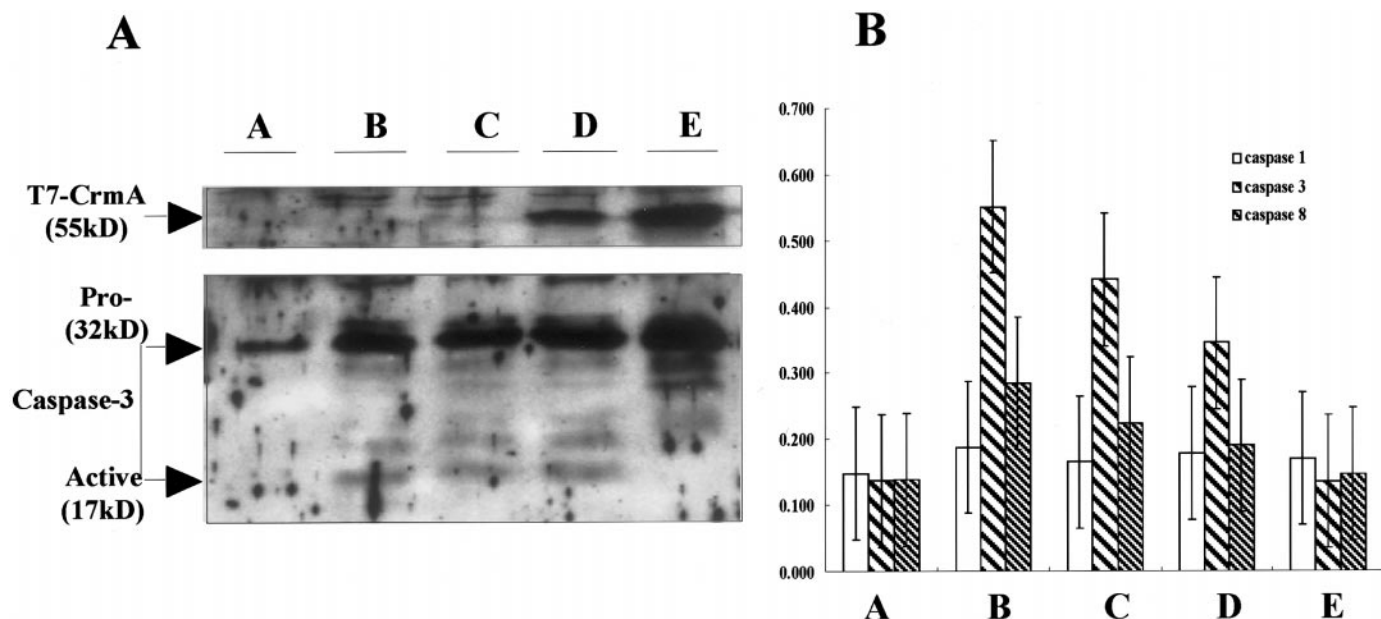 A
A B C D E
T7-CrmA
(55kD)
Pro-
(32kD)
Caspase-3
Active
(17kD)
B
0.700
0.600
0.500
0.400
0.300
0.200
0.100
0.000
caspase 1
caspase 3
caspase 8
A B C D E